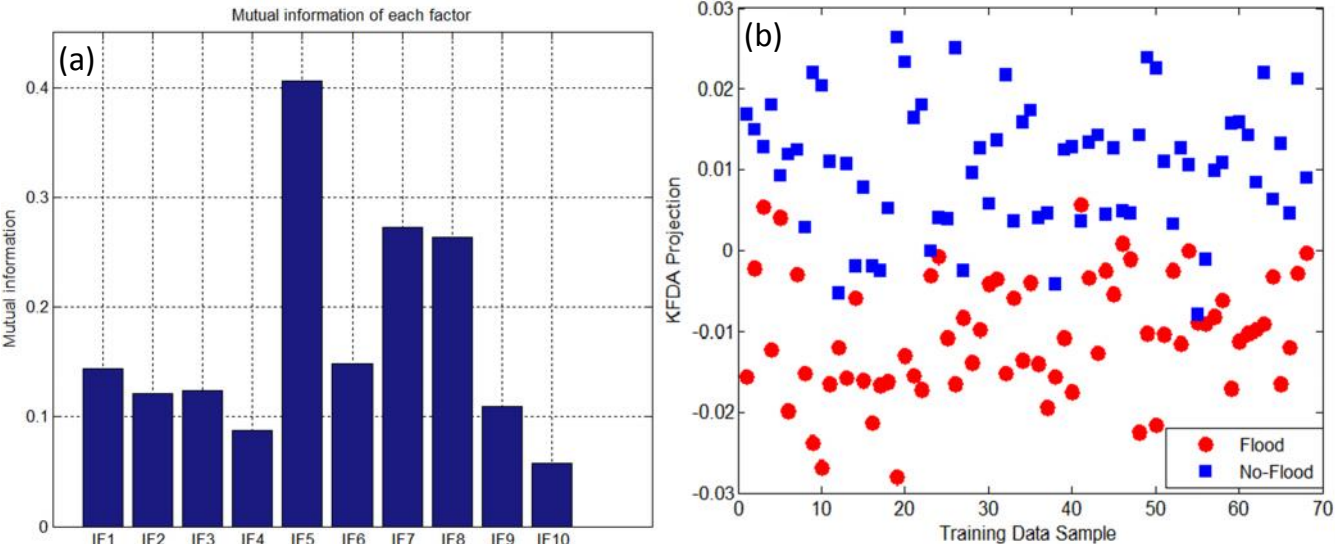 Mutual information of each factor
(a)
Mutual information
0.4
0.3
0.2
0.1
0
IF1 IF2 IF3 IF4 IF5 IF6 IF7 IF8 IF9 IF10
(b)
KFDA Projection
0.03
0.02
0.01
0
-0.01
-0.02
-0.03
Flood
No-Flood
0 10 20 30 40 50 60 70
Training Data Sample